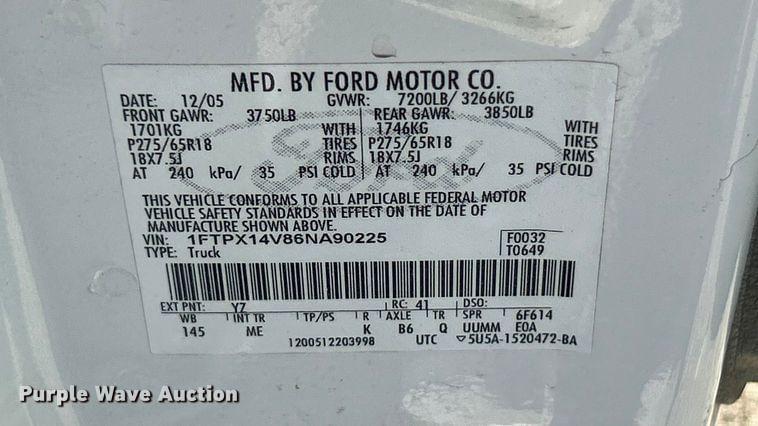 MFD. BY FORD MOTOR CO.
DATE: 12/05 GVWR: 7200LB/ 3266KG
FRONT GAWR: 3750LB REAR GAWR: 3850LB
1701KG WITH 1746KG WITH
P275/65R18 TIRES P275/65R18 TIRES
18X7.5J RIMS 18X7.5J RIMS
AT 240 kPa/ 35 PSI COLD AT 240 kPa/ 35 PSI COLD
Ford
THIS VEHICLE CONFORMS TO ALL APPLICABLE FEDERAL MOTOR
VEHICLE SAFETY STANDARDS IN EFFECT ON THE DATE OF
MANUFACTURE SHOWN ABOVE.
VIN: 1FTPX14V86NA90225 F0032
TYPE: Truck T0649
EXT PNT: YZ RC: 41 DSO:
WB INT TR TP/PS R AXLE TR SPR 6F614
145 ME K B6 Q UUMM E0A
1200512203998 UTC ▽5U5A-1520472-BA
Purple Wave Auction